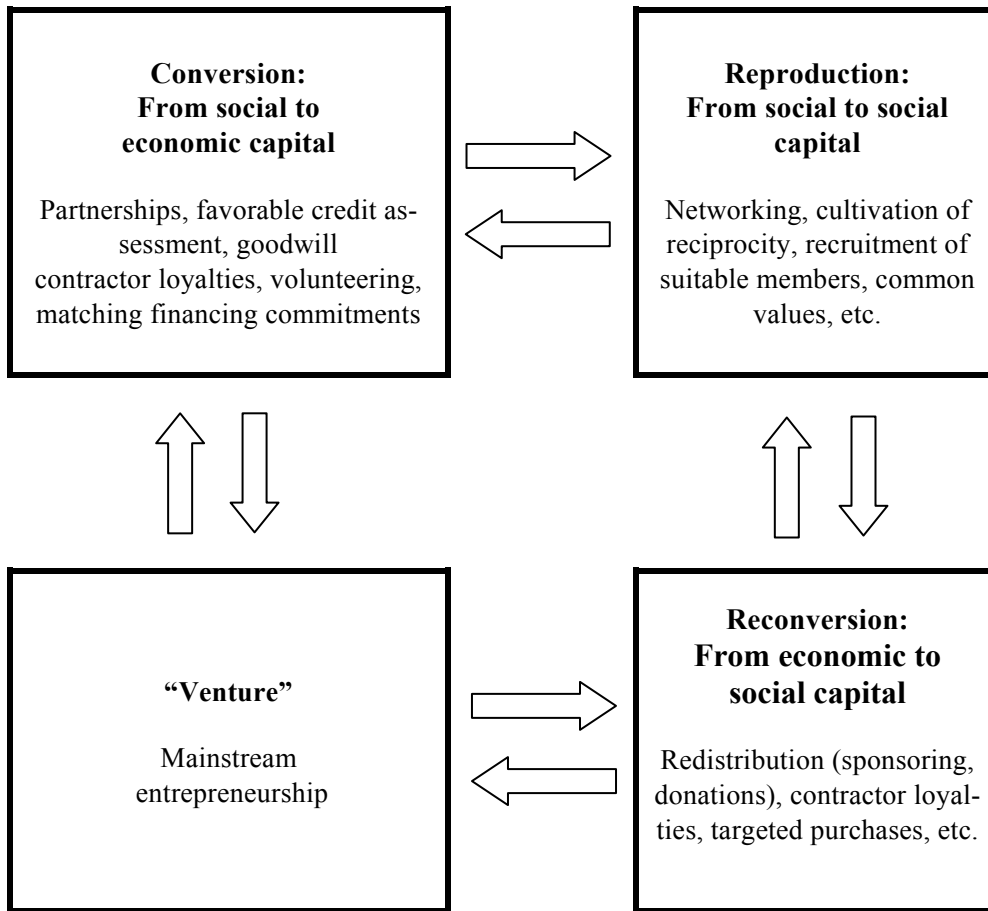 Conversion:
From social to
economic capital
Partnerships, favorable credit as-
sessment, goodwill
contractor loyalties, volunteering,
matching financing commitments
Reproduction:
From social to social
capital
Networking, cultivation of
reciprocity, recruitment of
suitable members, common
values, etc.
“Venture”
Mainstream
entrepreneurship
Reconversion:
From economic to
social capital
Redistribution (sponsoring,
donations), contractor loyal-
ties, targeted purchases, etc.